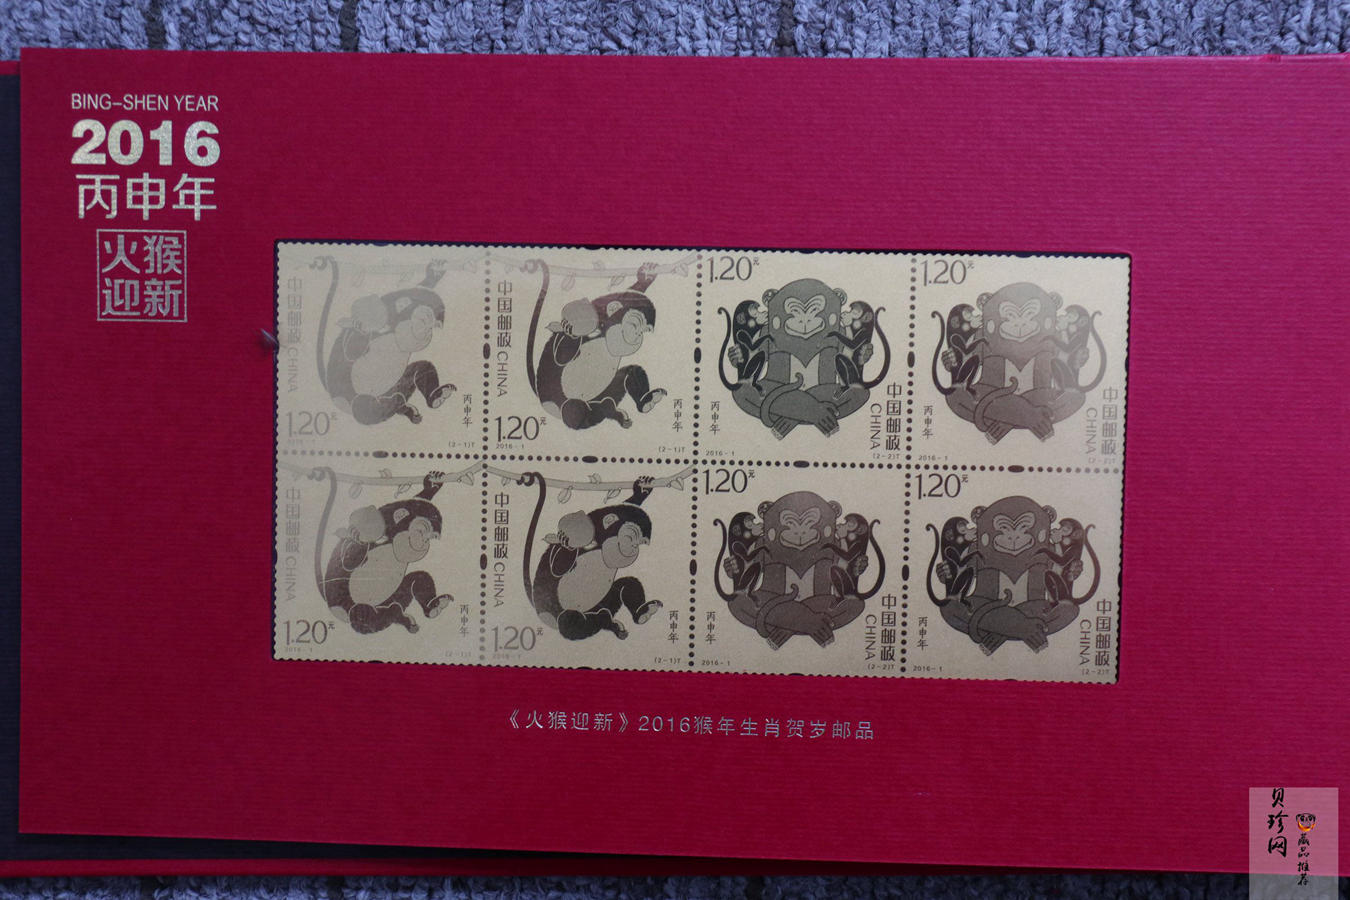 BING-SHEN YEAR
2016
丙申年
火猴
迎新
中国邮政 CHINA
1.20元
2016-1
丙申年
(2-1)T
中国邮政 CHINA
1.20元
2016-1
丙申年
(2-1)T
1.20元
丙申年
2016-1
中国邮政 CHINA
(2-2)T
1.20元
丙申年
2016-1
中国邮政 CHINA
(2-2)T
中国邮政 CHINA
1.20元
2016-1
丙申年
(2-1)T
中国邮政 CHINA
1.20元
2016-1
丙申年
(2-1)T
1.20元
丙申年
2016-1
中国邮政 CHINA
(2-2)T
1.20元
丙申年
2016-1
中国邮政 CHINA
(2-2)T
《火猴迎新》2016猴年生肖贺岁邮品
贝珍网
藏品推荐